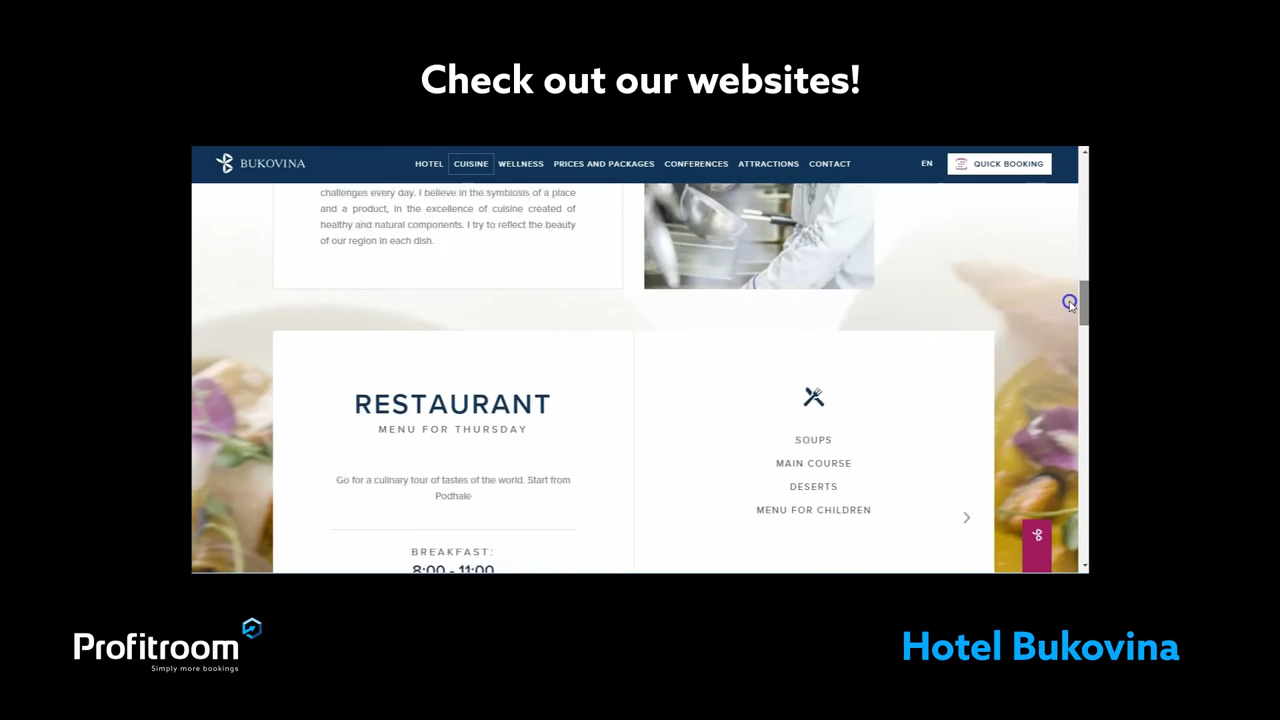 Check out our websites!
BUKOVINA
HOTEL CUISINE WELLNESS PRICES AND PACKAGES CONFERENCES ATTRACTIONS CONTACT
EN QUICK BOOKING
challenges every day. I believe in the symbiosis of a place
and a product, in the excellence of cuisine created of
healthy and natural components. I try to reflect the beauty
of our region in each dish.
RESTAURANT
MENU FOR THURSDAY
Go for a culinary tour of tastes of the world. Start from
Podhale
BREAKFAST:
8:00 - 11:00
SOUPS
MAIN COURSE
DESERTS
MENU FOR CHILDREN
Profitroom
Simply more bookings
Hotel Bukovina